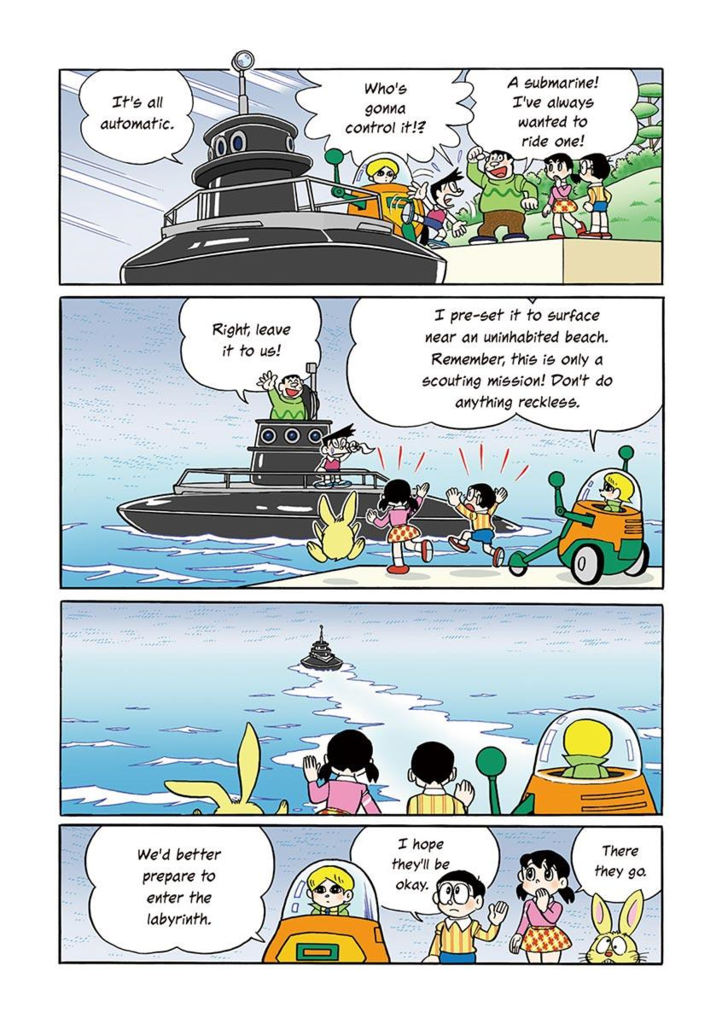 It's all
automatic.
Who's
gonna
control it!?
A submarine!
I've always
wanted to
ride one!
Right, leave
it to us!
I pre-set it to surface
near an uninhabited beach.
Remember, this is only a
scouting mission! Don't do
anything reckless.
We'd better
prepare to
enter the
labyrinth.
I hope
they'll be
okay.
There
they go.